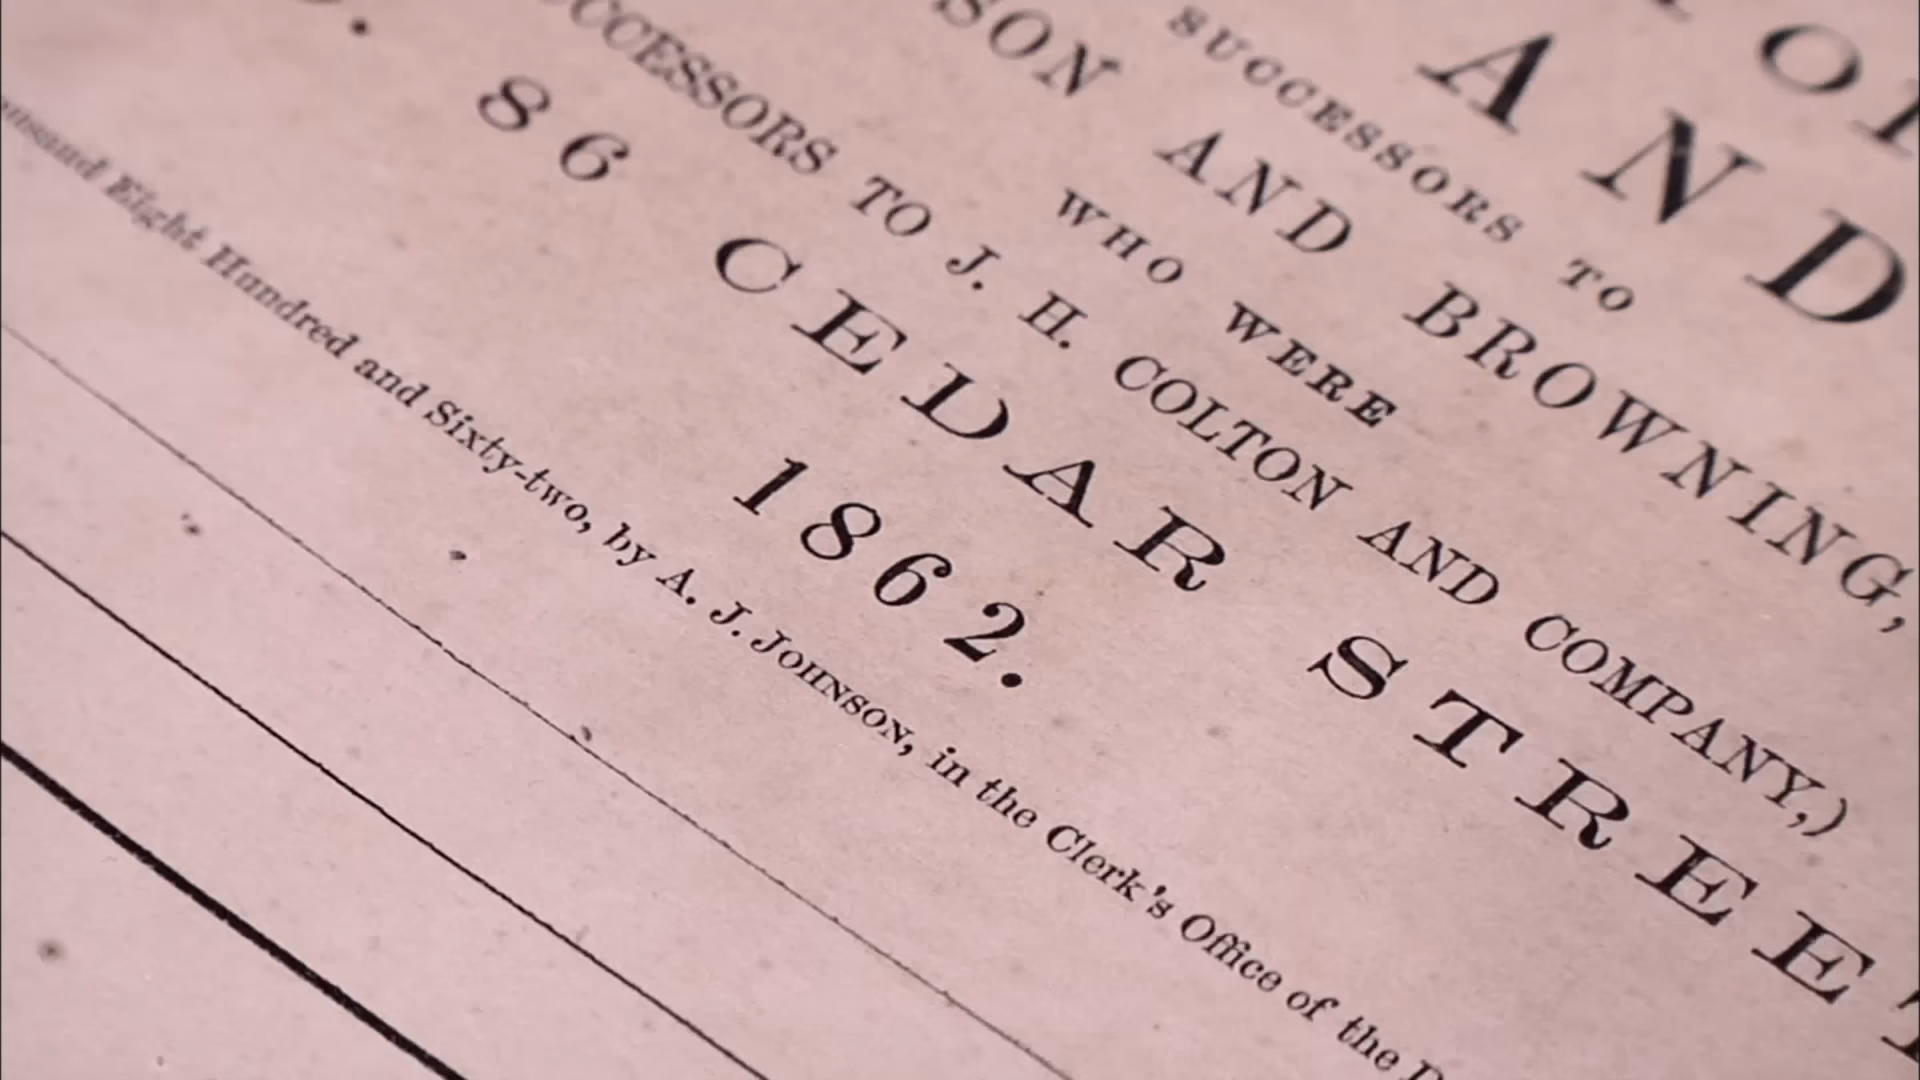 AND
SUCCESSORS TO
SON AND BROWNING,
WHO WERE
SUCCESSORS TO J. H. COLTON AND COMPANY,)
86 CEDAR STREET
1862.
Eight Hundred and Sixty-two, by A. J. JOHNSON, in the Clerk's Office of the